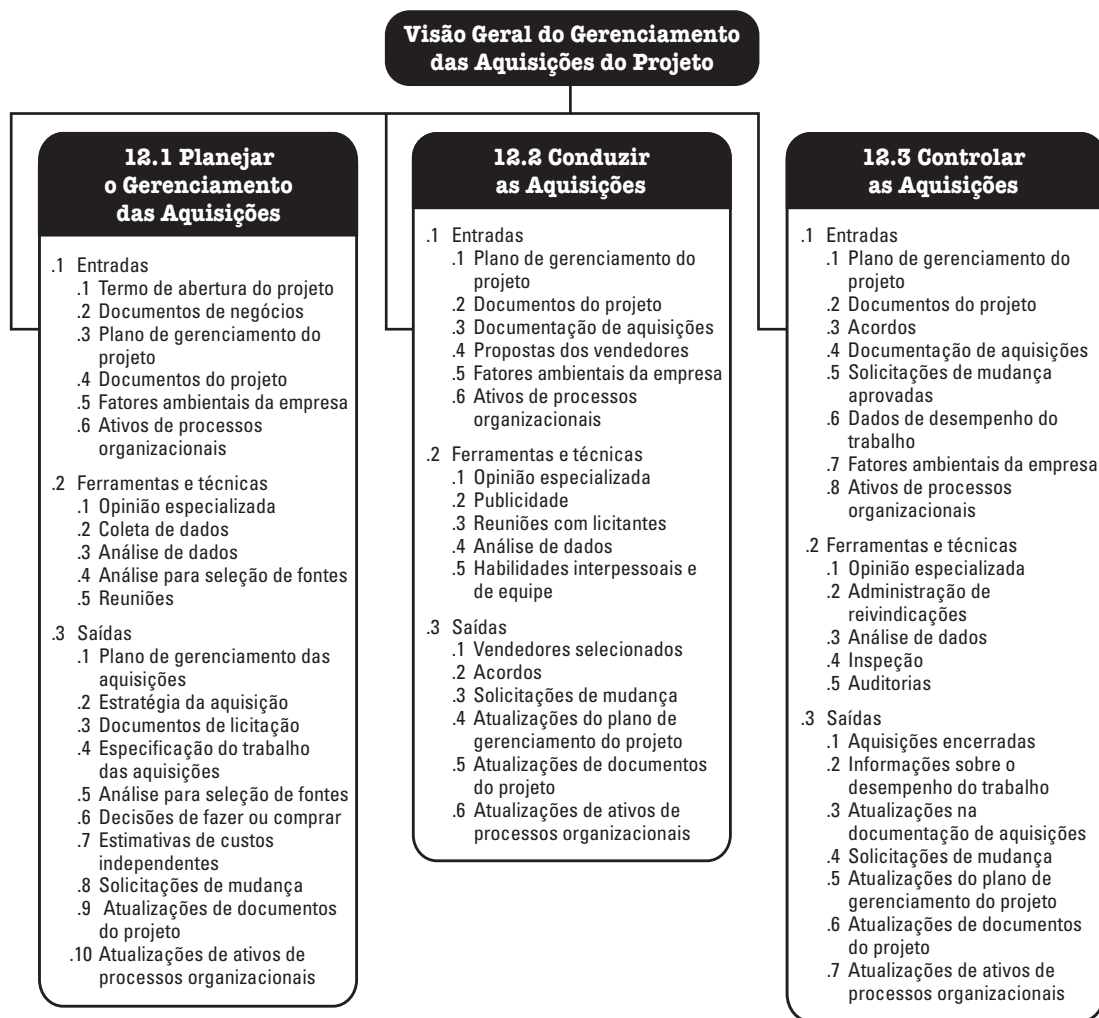 Visão Geral do Gerenciamento
das Aquisições do Projeto
12.1 Planejar
o Gerenciamento
das Aquisições
.1 Entradas
.1 Termo de abertura do projeto
.2 Documentos de negócios
.3 Plano de gerenciamento do
projeto
.4 Documentos do projeto
.5 Fatores ambientais da empresa
.6 Ativos de processos
organizacionais
.2 Ferramentas e técnicas
.1 Opinião especializada
.2 Coleta de dados
.3 Análise de dados
.4 Análise para seleção de fontes
.5 Reuniões
.3 Saídas
.1 Plano de gerenciamento das
aquisições
.2 Estratégia da aquisição
.3 Documentos de licitação
.4 Especificação do trabalho
das aquisições
.5 Análise para seleção de fontes
.6 Decisões de fazer ou comprar
.7 Estimativas de custos
independentes
.8 Solicitações de mudança
.9 Atualizações de documentos
do projeto
.10 Atualizações de ativos de
processos organizacionais
12.2 Conduzir
as Aquisições
.1 Entradas
.1 Plano de gerenciamento do
projeto
.2 Documentos do projeto
.3 Documentação de aquisições
.4 Propostas dos vendedores
.5 Fatores ambientais da empresa
.6 Ativos de processos
organizacionais
.2 Ferramentas e técnicas
.1 Opinião especializada
.2 Publicidade
.3 Reuniões com licitantes
.4 Análise de dados
.5 Habilidades interpessoais e
de equipe
.3 Saídas
.1 Vendedores selecionados
.2 Acordos
.3 Solicitações de mudança
.4 Atualizações do plano de
gerenciamento do projeto
.5 Atualizações de documentos
do projeto
.6 Atualizações de ativos de
processos organizacionais
12.3 Controlar
as Aquisições
.1 Entradas
.1 Plano de gerenciamento do
projeto
.2 Documentos do projeto
.3 Acordos
.4 Documentação de aquisições
.5 Solicitações de mudança
aprovadas
.6 Dados de desempenho do
trabalho
.7 Fatores ambientais da empresa
.8 Ativos de processos
organizacionais
.2 Ferramentas e técnicas
.1 Opinião especializada
.2 Administração de
reivindicações
.3 Análise de dados
.4 Inspeção
.5 Auditorias
.3 Saídas
.1 Aquisições encerradas
.2 Informações sobre o
desempenho do trabalho
.3 Atualizações na
documentação de aquisições
.4 Solicitações de mudança
.5 Atualizações do plano de
gerenciamento do projeto
.6 Atualizações de documentos
do projeto
.7 Atualizações de ativos de
processos organizacionais